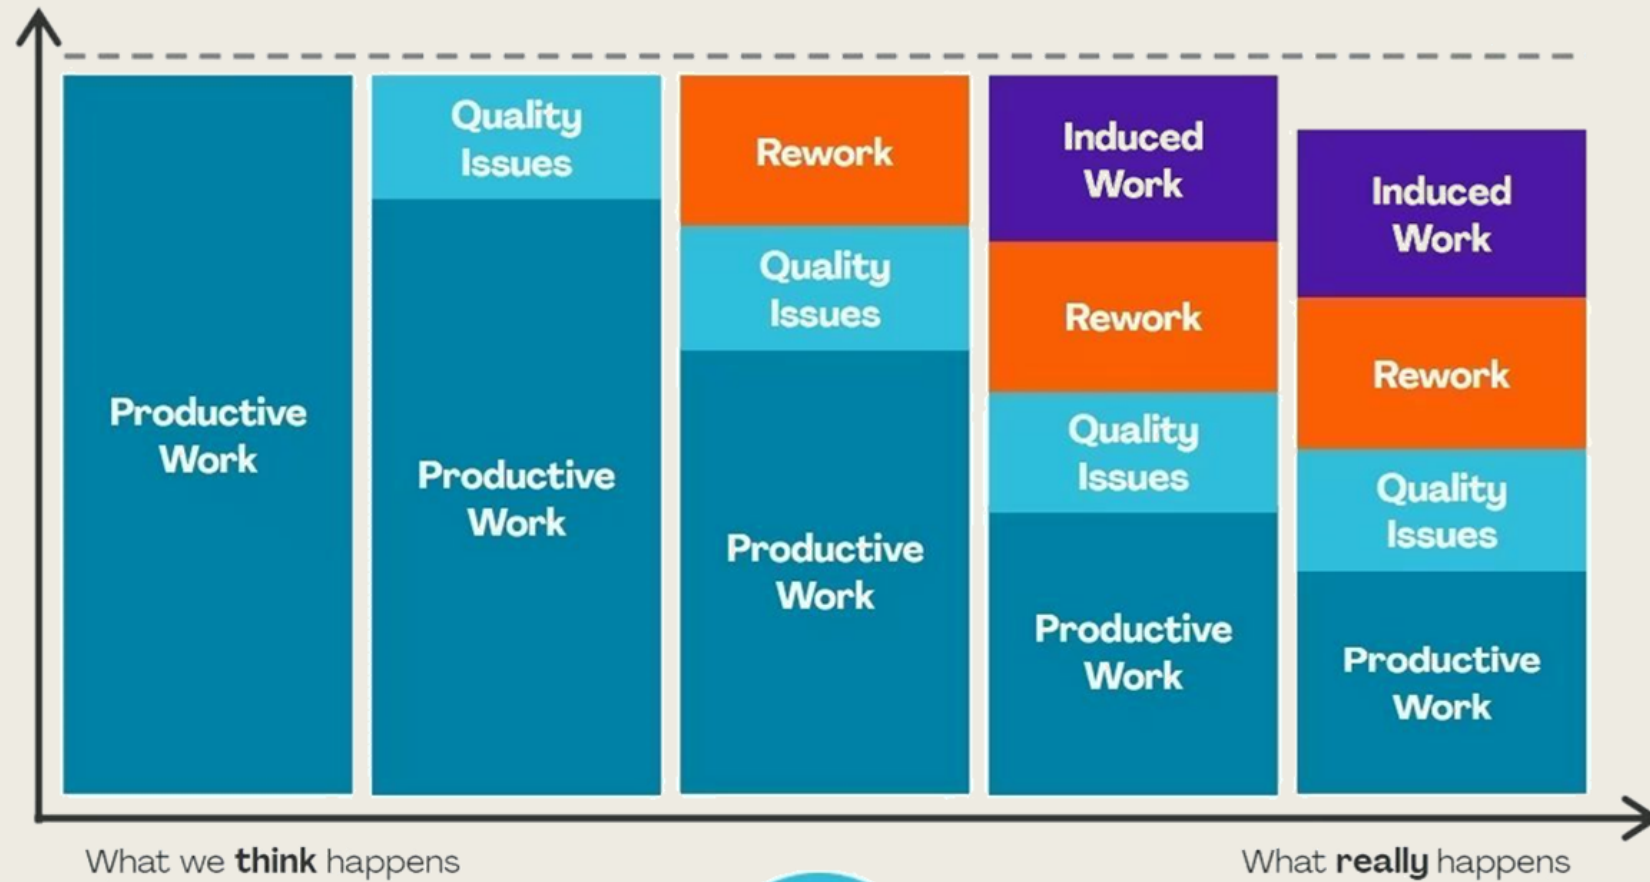 Productive
Work
Quality
Issues
Productive
Work
Rework
Quality
Issues
Productive
Work
Induced
Work
Rework
Quality
Issues
Productive
Work
Induced
Work
Rework
Quality
Issues
Productive
Work
What we think happens
What really happens